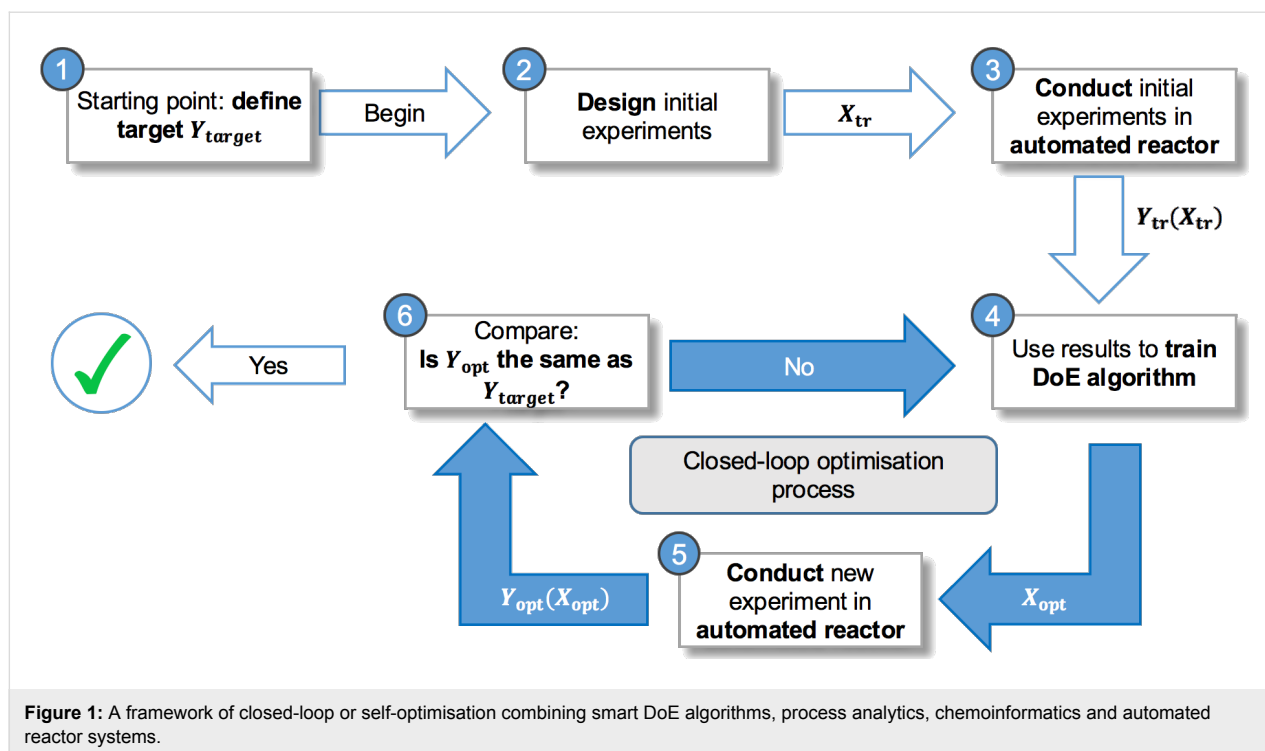 1
Starting point: define
target Y_target
Begin
2
Design initial
experiments
X_tr
3
Conduct initial
experiments in
automated reactor
Y_tr(X_tr)
4
Use results to train
DoE algorithm
6
Compare:
Is Y_opt the same as
Y_target?
Yes
No
Closed-loop optimisation
process
5
Conduct new
experiment in
automated reactor
X_opt
Y_opt(X_opt)
Figure 1: A framework of closed-loop or self-optimisation combining smart DoE algorithms, process analytics, chemoinformatics and automated
reactor systems.